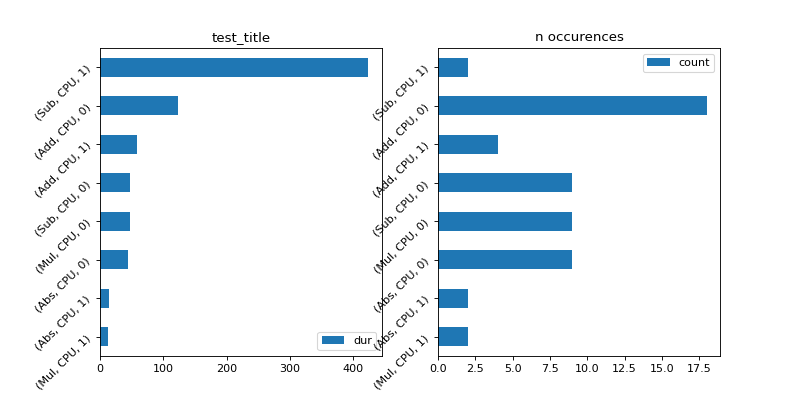 test_title
(Sub, CPU, 1)
(Add, CPU, 0)
(Add, CPU, 1)
(Sub, CPU, 0)
(Mul, CPU, 0)
(Abs, CPU, 0)
(Abs, CPU, 1)
(Mul, CPU, 1)
0 100 200 300 400
dur
n occurences
(Sub, CPU, 1)
(Add, CPU, 0)
(Add, CPU, 1)
(Sub, CPU, 0)
(Mul, CPU, 0)
(Abs, CPU, 0)
(Abs, CPU, 1)
(Mul, CPU, 1)
0.0 2.5 5.0 7.5 10.0 12.5 15.0 17.5
count